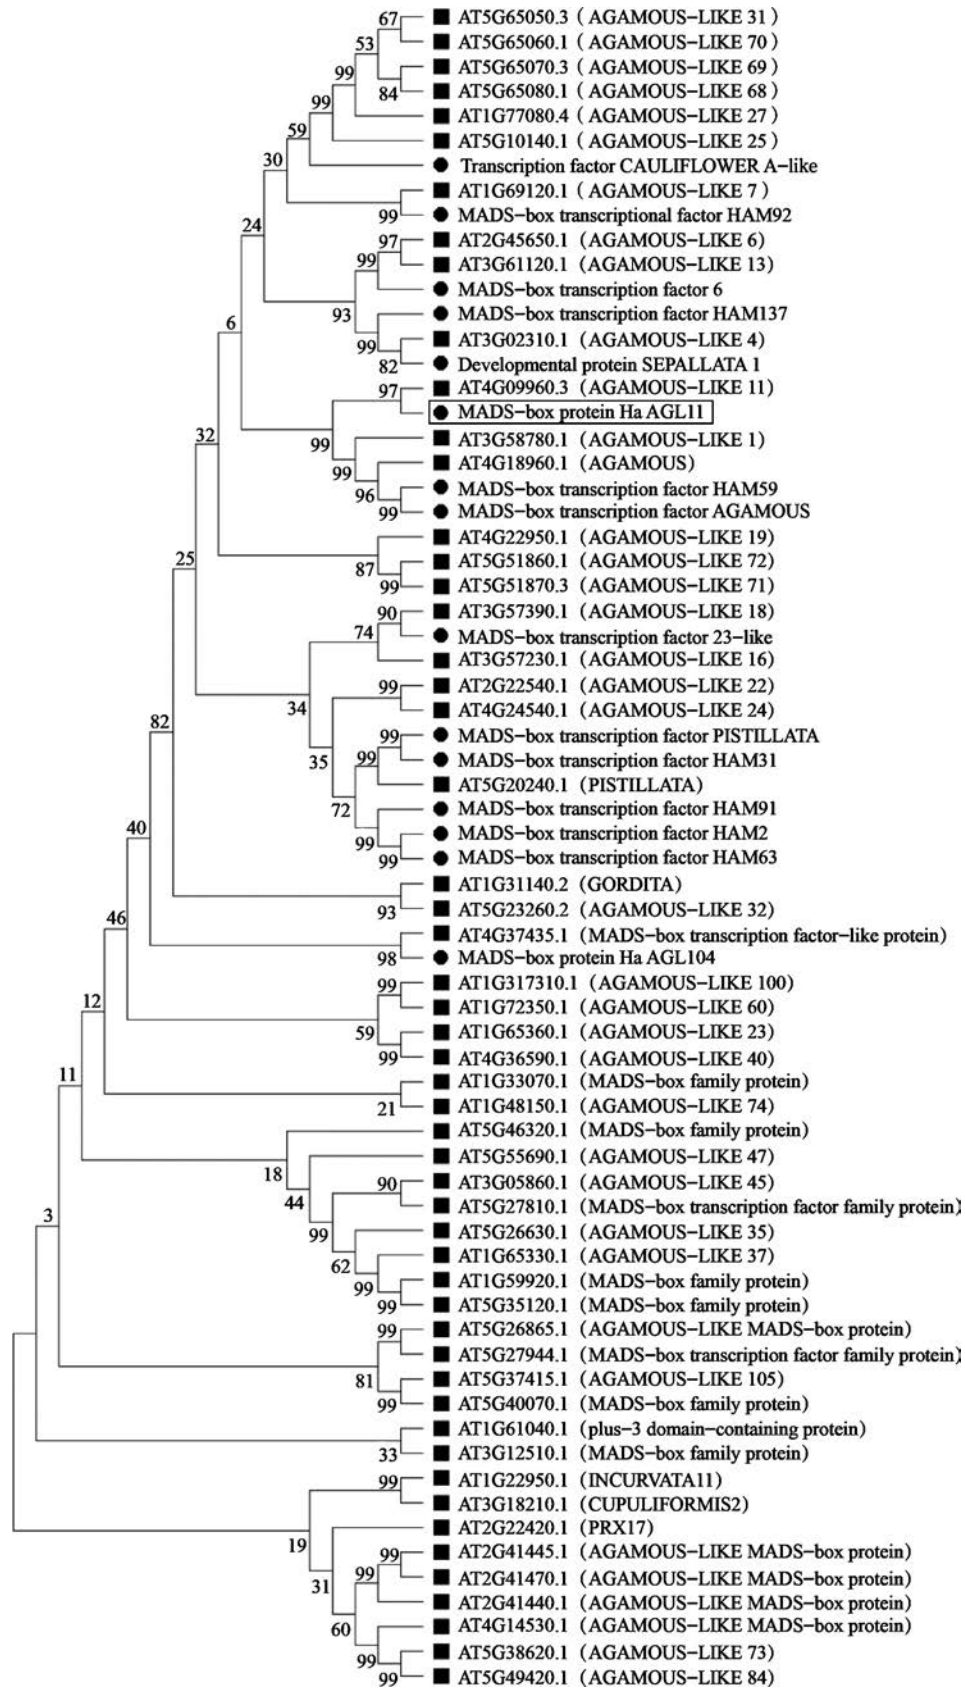 AT5G65050.3 (AGAMOUS-LIKE 31)
AT5G65060.1 (AGAMOUS-LIKE 70)
AT5G65070.3 (AGAMOUS-LIKE 69)
AT5G65080.1 (AGAMOUS-LIKE 68)
AT1G77080.4 (AGAMOUS-LIKE 27)
AT5G10140.1 (AGAMOUS-LIKE 25)
Transcription factor CAULIFLOWER A-like
AT1G69120.1 (AGAMOUS-LIKE 7)
MADS-box transcriptional factor HAM92
AT2G45650.1 (AGAMOUS-LIKE 6)
AT3G61120.1 (AGAMOUS-LIKE 13)
MADS-box transcription factor 6
MADS-box transcription factor HAM137
AT3G02310.1 (AGAMOUS-LIKE 4)
Developmental protein SEPALLATA 1
AT4G09960.3 (AGAMOUS-LIKE 11)
MADS-box protein Ha AGL11
AT3G58780.1 (AGAMOUS-LIKE 1)
AT4G18960.1 (AGAMOUS)
MADS-box transcription factor HAM59
MADS-box transcription factor AGAMOUS
AT4G22950.1 (AGAMOUS-LIKE 19)
AT5G51860.1 (AGAMOUS-LIKE 72)
AT5G51870.3 (AGAMOUS-LIKE 71)
AT3G57390.1 (AGAMOUS-LIKE 18)
MADS-box transcription factor 23-like
AT3G57230.1 (AGAMOUS-LIKE 16)
AT2G22540.1 (AGAMOUS-LIKE 22)
AT4G24540.1 (AGAMOUS-LIKE 24)
MADS-box transcription factor PISTILLATA
MADS-box transcription factor HAM31
AT5G20240.1 (PISTILLATA)
MADS-box transcription factor HAM91
MADS-box transcription factor HAM2
MADS-box transcription factor HAM63
AT1G31140.2 (GORDITA)
AT5G23260.2 (AGAMOUS-LIKE 32)
AT4G37435.1 (MADS-box transcription factor-like protein)
MADS-box protein Ha AGL104
AT1G317310.1 (AGAMOUS-LIKE 100)
AT1G72350.1 (AGAMOUS-LIKE 60)
AT1G65360.1 (AGAMOUS-LIKE 23)
AT4G36590.1 (AGAMOUS-LIKE 40)
AT1G33070.1 (MADS-box family protein)
AT1G48150.1 (AGAMOUS-LIKE 74)
AT5G46320.1 (MADS-box family protein)
AT5G55690.1 (AGAMOUS-LIKE 47)
AT3G05860.1 (AGAMOUS-LIKE 45)
AT5G27810.1 (MADS-box transcription factor family protein)
AT5G26630.1 (AGAMOUS-LIKE 35)
AT1G65330.1 (AGAMOUS-LIKE 37)
AT1G59920.1 (MADS-box family protein)
AT5G35120.1 (MADS-box family protein)
AT5G26865.1 (AGAMOUS-LIKE MADS-box protein)
AT5G27944.1 (MADS-box transcription factor family protein)
AT5G37415.1 (AGAMOUS-LIKE 105)
AT5G40070.1 (MADS-box family protein)
AT1G61040.1 (plus-3 domain-containing protein)
AT3G12510.1 (MADS-box family protein)
AT1G22950.1 (INCURVATA11)
AT3G18210.1 (CUPULIFORMIS2)
AT2G22420.1 (PRX17)
AT2G41445.1 (AGAMOUS-LIKE MADS-box protein)
AT2G41470.1 (AGAMOUS-LIKE MADS-box protein)
AT2G41440.1 (AGAMOUS-LIKE MADS-box protein)
AT4G14530.1 (AGAMOUS-LIKE MADS-box protein)
AT5G38620.1 (AGAMOUS-LIKE 73)
AT5G49420.1 (AGAMOUS-LIKE 84)
67
53
99
84
99
59
30
99
24
97
99
93
99
82
6
97
99
99
96
99
32
87
99
25
90
74
34
99
35
99
99
72
99
99
82
93
40
98
46
99
59
99
12
21
11
18
44
90
99
62
99
99
3
99
81
99
33
99
19
31
99
99
60
99
99